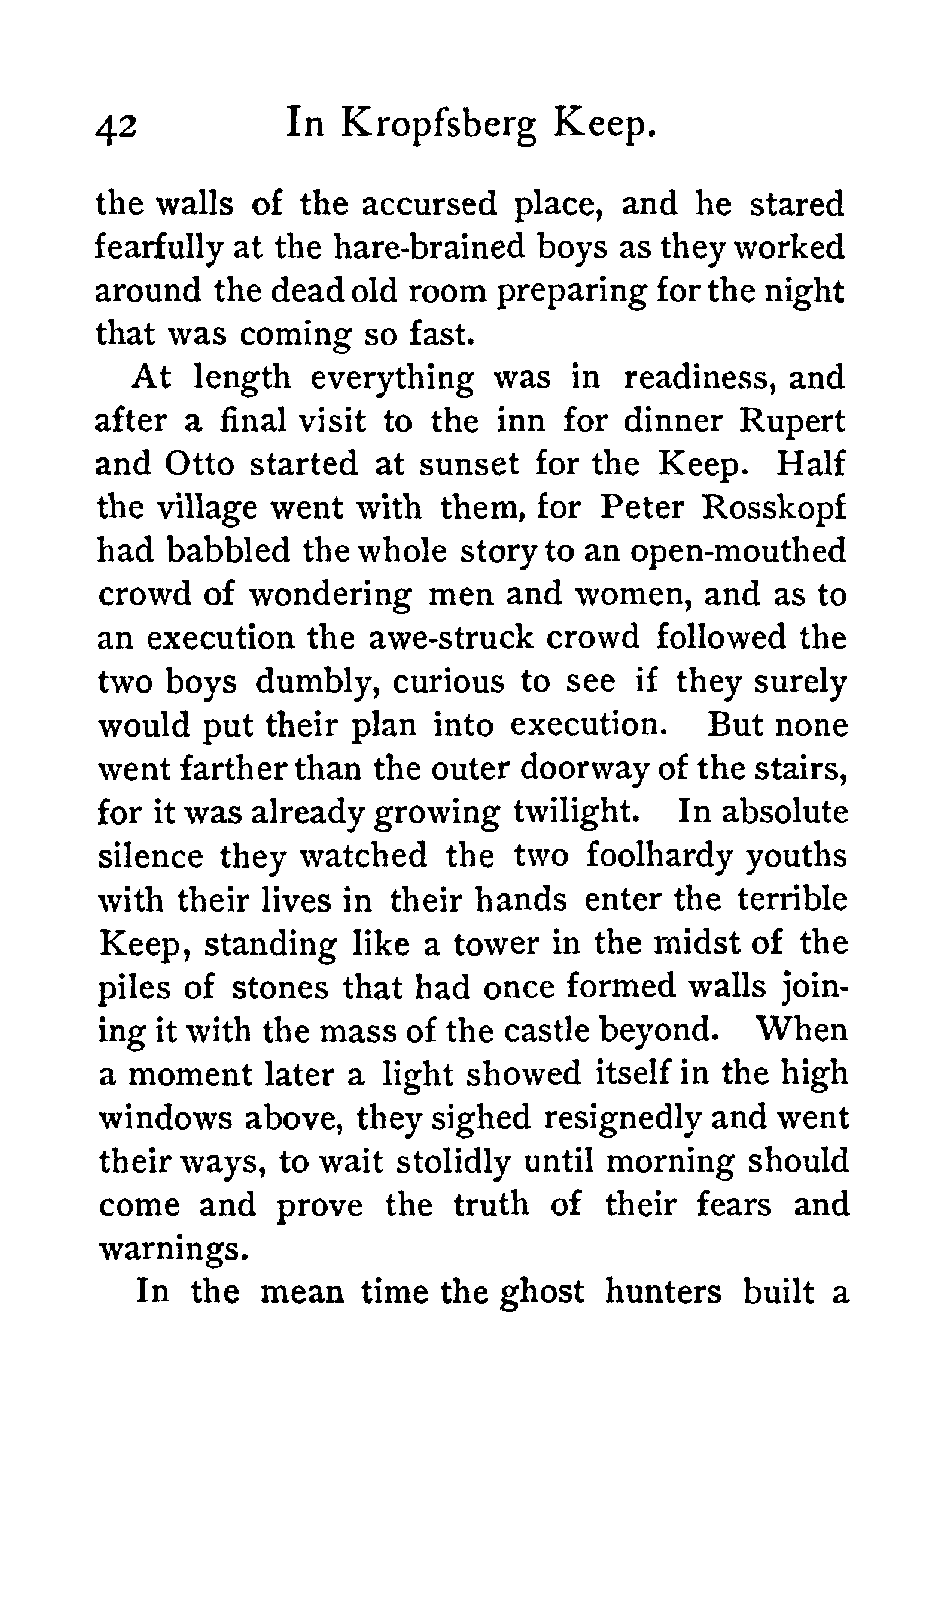 42 In Kropfsberg Keep.
the walls of the accursed place, and he stared
fearfully at the hare-brained boys as they worked
around the dead old room preparing for the night
that was coming so fast.
At length everything was in readiness, and
after a final visit to the inn for dinner Rupert
and Otto started at sunset for the Keep. Half
the village went with them, for Peter Rosskopf
had babbled the whole story to an open-mouthed
crowd of wondering men and women, and as to
an execution the awe-struck crowd followed the
two boys dumbly, curious to see if they surely
would put their plan into execution. But none
went farther than the outer doorway of the stairs,
for it was already growing twilight. In absolute
silence they watched the two foolhardy youths
with their lives in their hands enter the terrible
Keep, standing like a tower in the midst of the
piles of stones that had once formed walls join-
ing it with the mass of the castle beyond. When
a moment later a light showed itself in the high
windows above, they sighed resignedly and went
their ways, to wait stolidly until morning should
come and prove the truth of their fears and
warnings.
In the mean time the ghost hunters built a